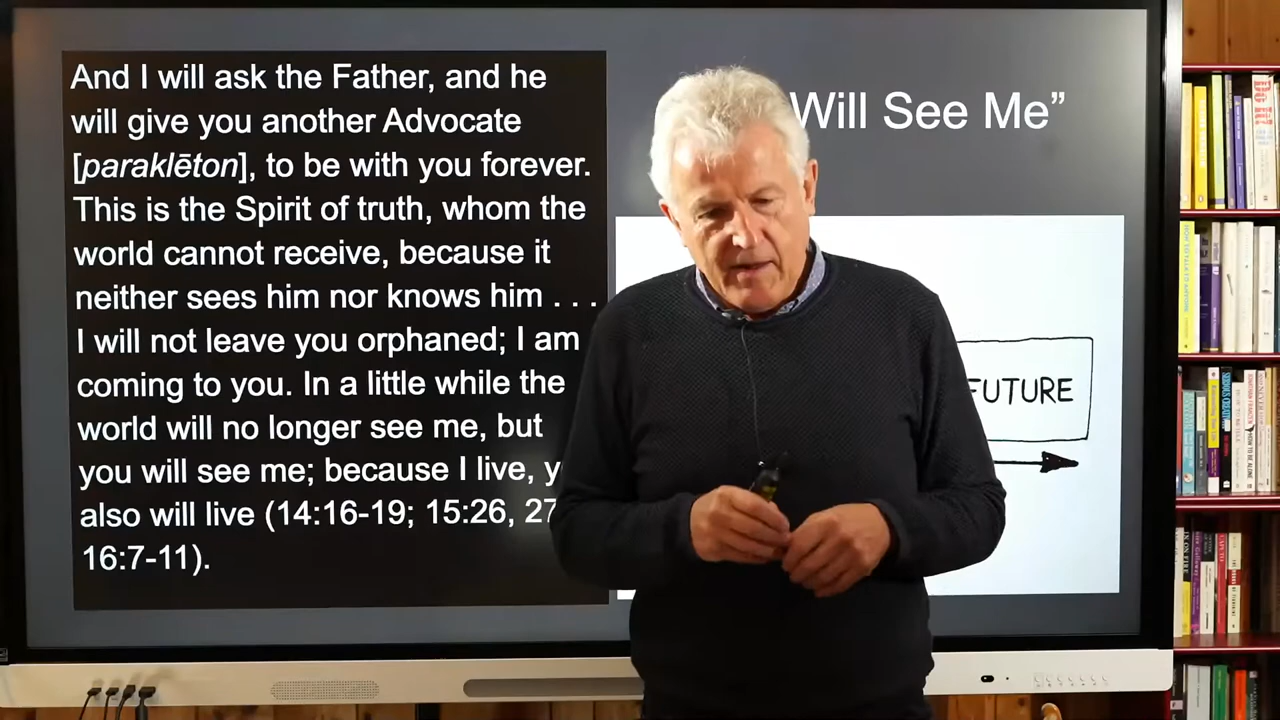 And I will ask the Father, and he
will give you another Advocate
[paraklēton], to be with you forever.
This is the Spirit of truth, whom the
world cannot receive, because it
neither sees him nor knows him . . .
I will not leave you orphaned; I am
coming to you. In a little while the
world will no longer see me, but
you will see me; because I live, y
also will live (14:16-19; 15:26, 27
16:7-11).
Will See Me”
FUTURE